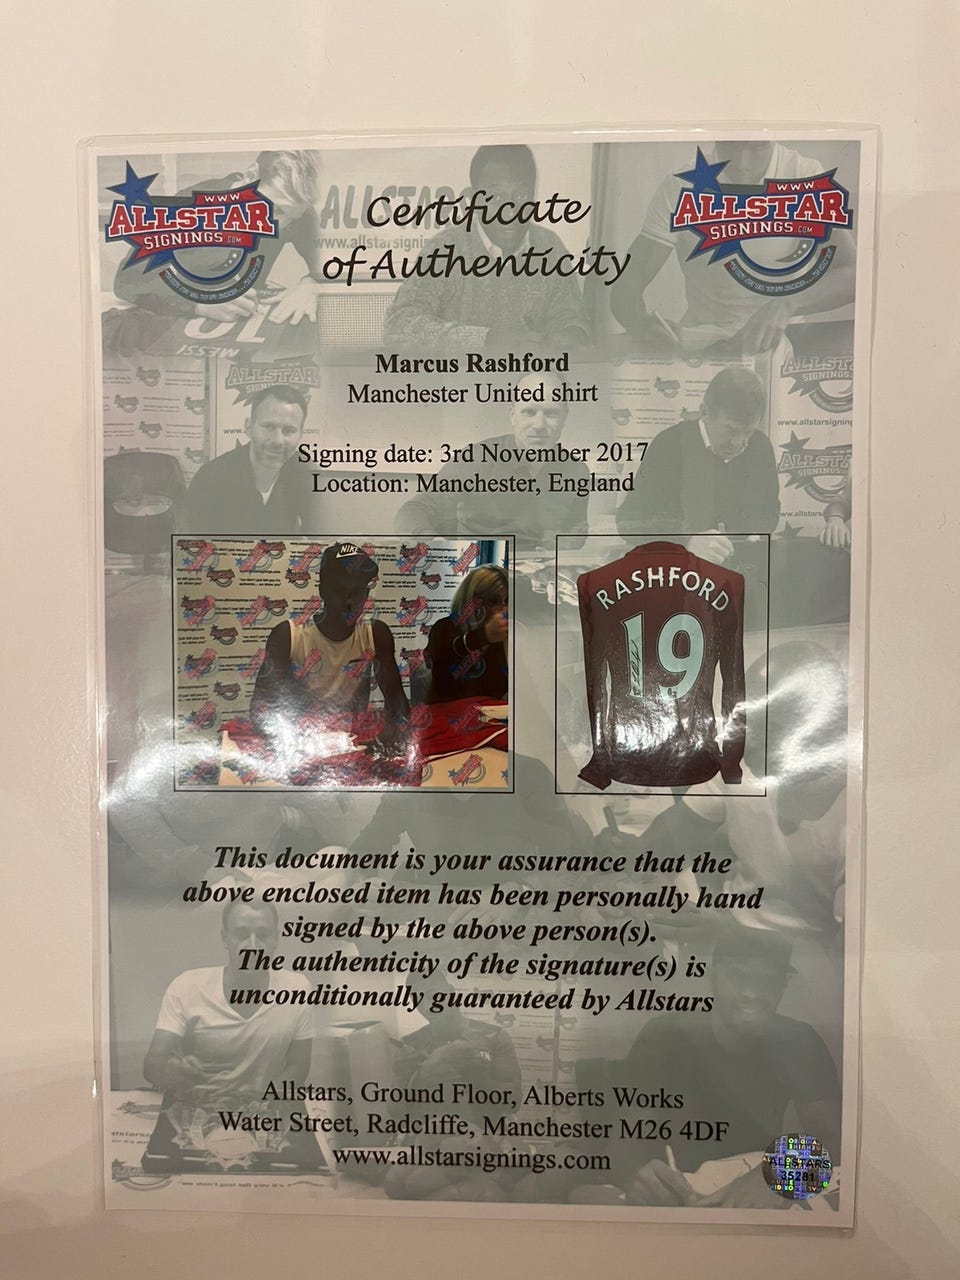 WWW
ALLSTAR
SIGNINGS.COM
WWW
ALLSTAR
SIGNINGS.COM
Certificate
of Authenticity
MESSI
Marcus Rashford
Manchester United shirt
Signing date: 3rd November 2017
Location: Manchester, England
NIKE
RASHFORD
19
This document is your assurance that the
above enclosed item has been personally hand
signed by the above person(s).
The authenticity of the signature(s) is
unconditionally guaranteed by Allstars
Allstars, Ground Floor, Alberts Works
Water Street, Radcliffe, Manchester M26 4DF
www.allstarsignings.com
ALLSTARS
35281